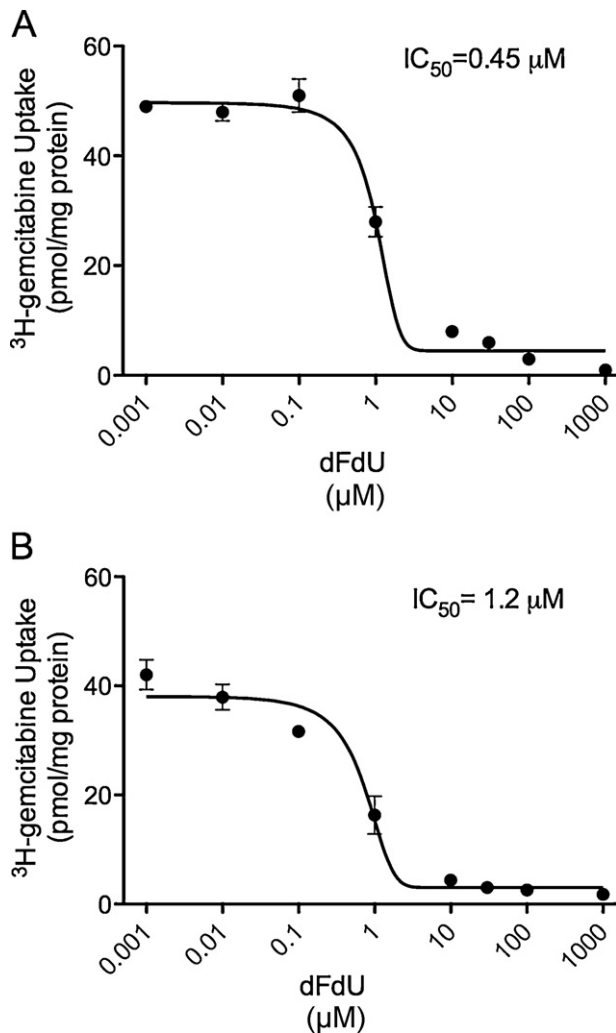 A
IC50=0.45 μM
60
40
20
0
³H-gemcitabine Uptake
(pmol/mg protein)
0.001
0.01
0.1
1
10
100
1000
dFdU
(μM)
B
IC50= 1.2 μM
60
40
20
0
³H-gemcitabine Uptake
(pmol/mg protein)
0.001
0.01
0.1
1
10
100
1000
dFdU
(μM)